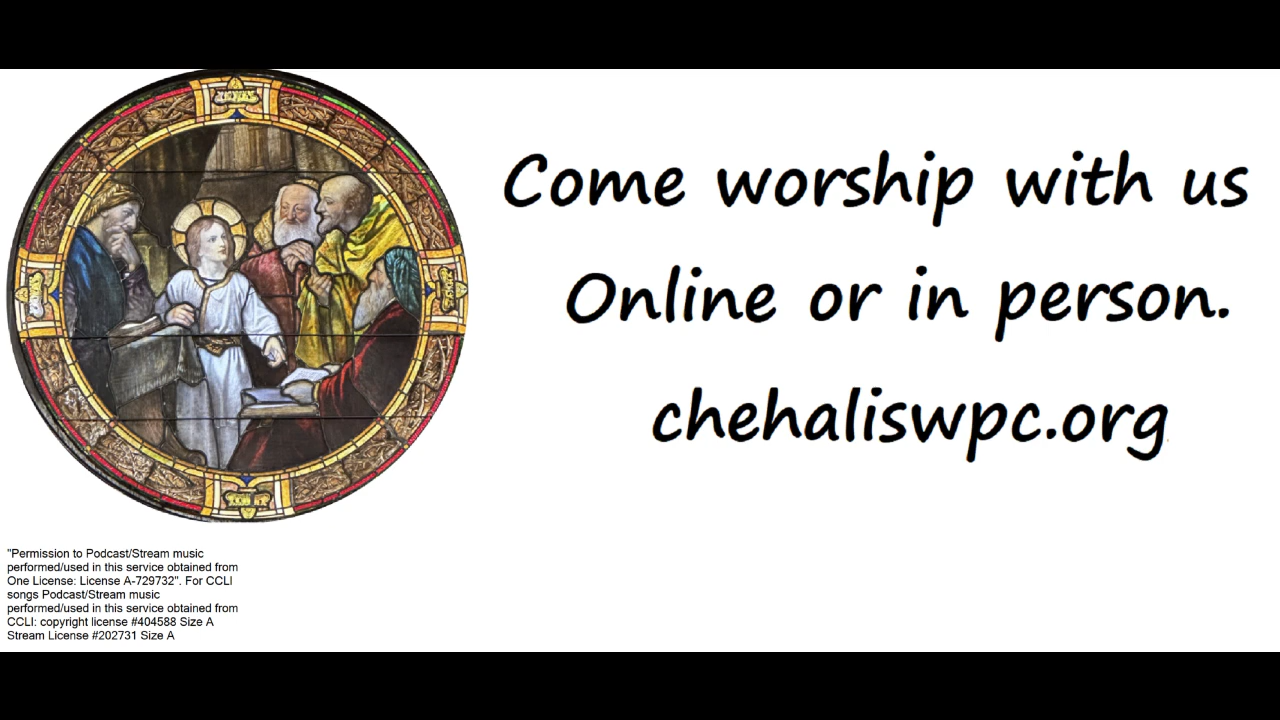 Come worship with us
Online or in person.
chehaliswpc.org
"Permission to Podcast/Stream music
performed/used in this service obtained from
One License: License A-729732". For CCLI
songs Podcast/Stream music
performed/used in this service obtained from
CCLI: copyright license #404588 Size A
Stream License #202731 Size A